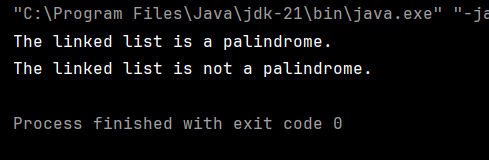 "C:\Program Files\Java\jdk-21\bin\java.exe" "-ja
The linked list is a palindrome.
The linked list is not a palindrome.
Process finished with exit code 0